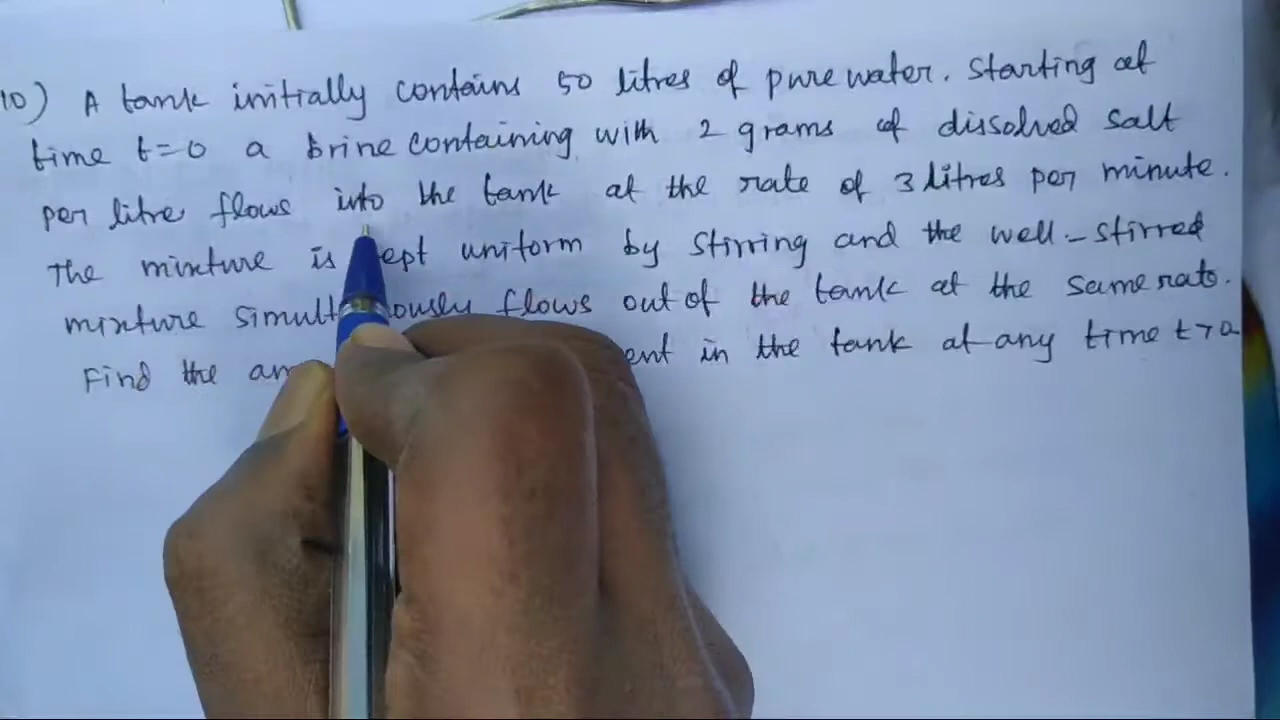 10) A tank initially contains 50 litres of pure water. Starting at
time t=0 a brine containing with 2 grams of dissolved salt
per litre flows into the tank at the rate of 3 litres per minute.
The mixture is uniform by stirring and the well-stirred
mixture flows out of the tank at the same rate.
Find the in the tank at any time t>0